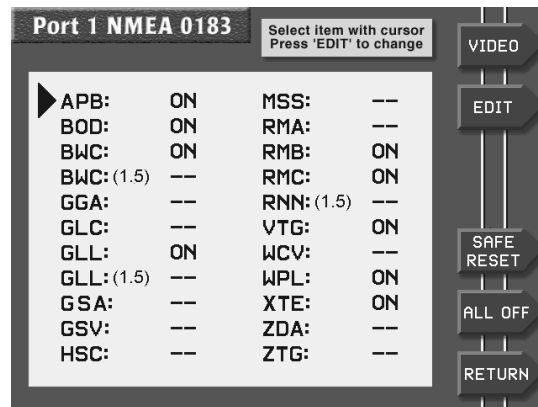 Port 1 NMEA 0183
Select item with cursor
Press 'EDIT' to change
APB: ON
BOD: ON
BWC: ON
BWC: (1.5) --
GGA: --
GLC: --
GLL: ON
GLL: (1.5) --
GSA: --
GSV: --
HSC: --
MSS: --
RMA: --
RMB: ON
RMC: ON
RNN: (1.5) --
VTG: ON
WCV: --
WPL: ON
XTE: ON
ZDA: --
ZTG: --
VIDEO
EDIT
SAFE
RESET
ALL OFF
RETURN